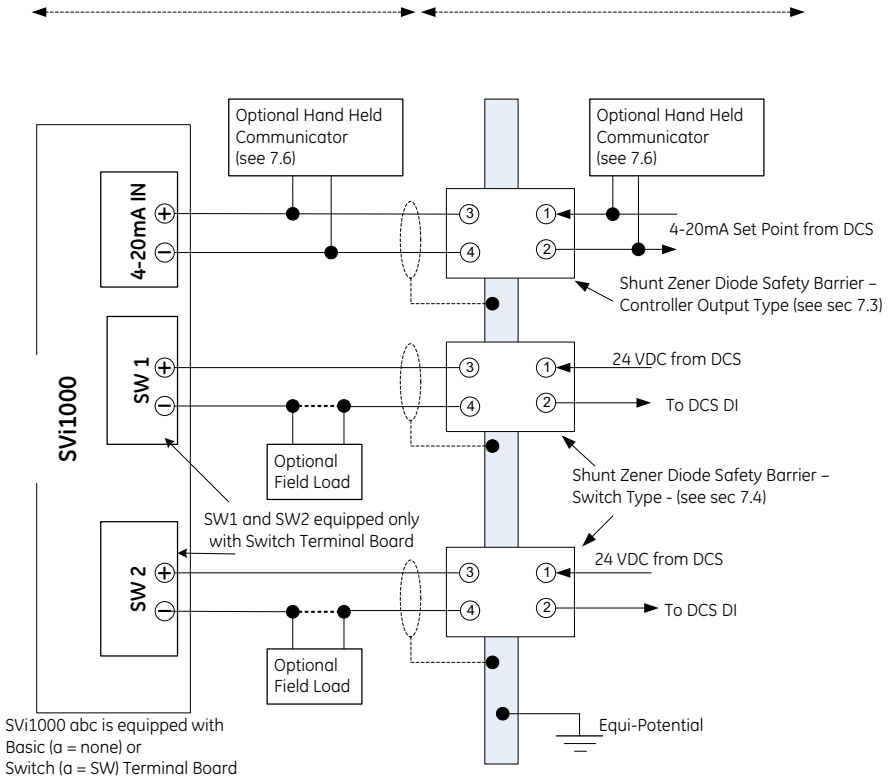 Optional Hand Held
Communicator
(see 7.6)
Optional Hand Held
Communicator
(see 7.6)
SVi1000
4-20mA IN
+
−
3
4
1
2
4-20mA Set Point from DCS
Shunt Zener Diode Safety Barrier –
Controller Output Type (see sec 7.3)
SW 1
+
−
3
4
1
2
24 VDC from DCS
To DCS DI
Optional
Field Load
Shunt Zener Diode Safety Barrier –
Switch Type - (see sec 7.4)
SW1 and SW2 equipped only
with Switch Terminal Board
SW 2
+
−
3
4
1
2
24 VDC from DCS
To DCS DI
Optional
Field Load
Equi-Potential
SVi1000 abc is equipped with
Basic (a = none) or
Switch (a = SW) Terminal Board